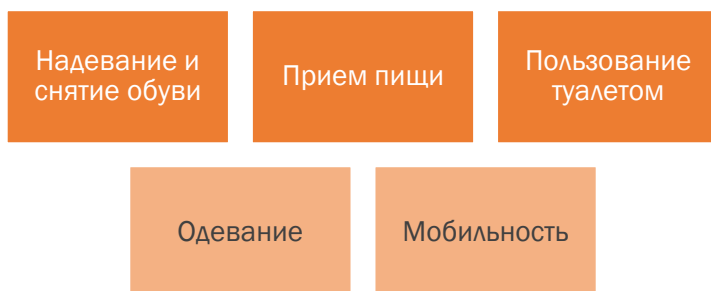 Надевание и
снятие обуви
Прием пищи
Пользование
туалетом
Одевание
Мобильность